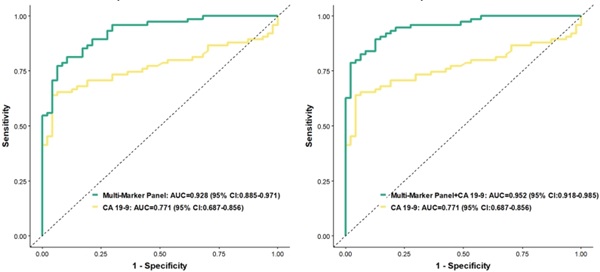 1.00
0.75
0.50
0.25
0.00
Sensitivity
Multi-Marker Panel: AUC=0.928 (95% CI:0.885-0.971)
CA 19-9: AUC=0.771 (95% CI:0.687-0.856)
0.00 0.25 0.50 0.75 1.00
1 - Specificity
1.00
0.75
0.50
0.25
0.00
Sensitivity
Multi-Marker Panel+CA 19-9: AUC=0.952 (95% CI:0.918-0.985)
CA 19-9: AUC=0.771 (95% CI:0.687-0.856)
0.00 0.25 0.50 0.75 1.00
1 - Specificity